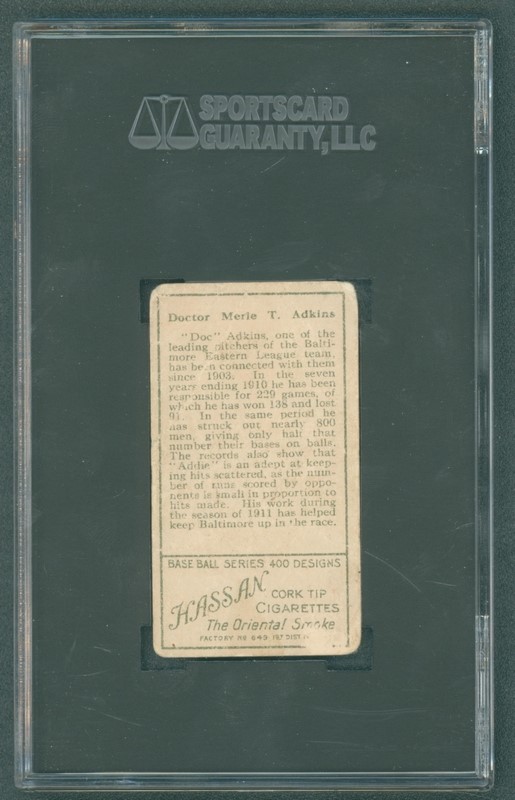 SPORTSCARD
GUARANTY, LLC
Doctor Merle T. Adkins
"Doc" Adkins, one of the
leading pitchers of the Balti-
more Eastern League team,
has been connected with them
since 1903. In the seven
years ending 1910 he has been
responsible for 229 games, of
which he has won 138 and lost
91. In the same period he
has struck out nearly 800
men, giving only half that
number their bases on balls.
The records also show that
"Addie" is an adept at keep-
ing hits scattered, as the num-
ber of runs scored by oppo-
nents is small in proportion to
hits made. His work during
the season of 1911 has helped
keep Baltimore up in the race.
BASE BALL SERIES 400 DESIGNS
HASSAN
CORK TIP
CIGARETTES
The Oriental Smoke
FACTORY No 649 1ST DIST.